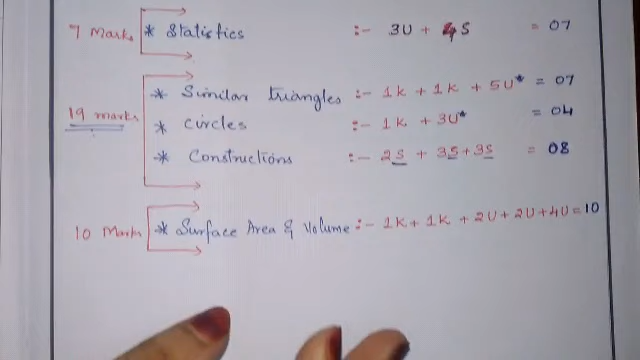 7 Marks * Statistics :- 3U + 4S = 07
* Similar triangles :- 1K + 1K + 5U* = 07
19 marks * Circles :- 1K + 3U* = 04
* Constructions :- 2S + 3S + 3S = 08
10 Marks * Surface Area & Volume :- 1K + 1K + 2U + 2U + 4U = 10